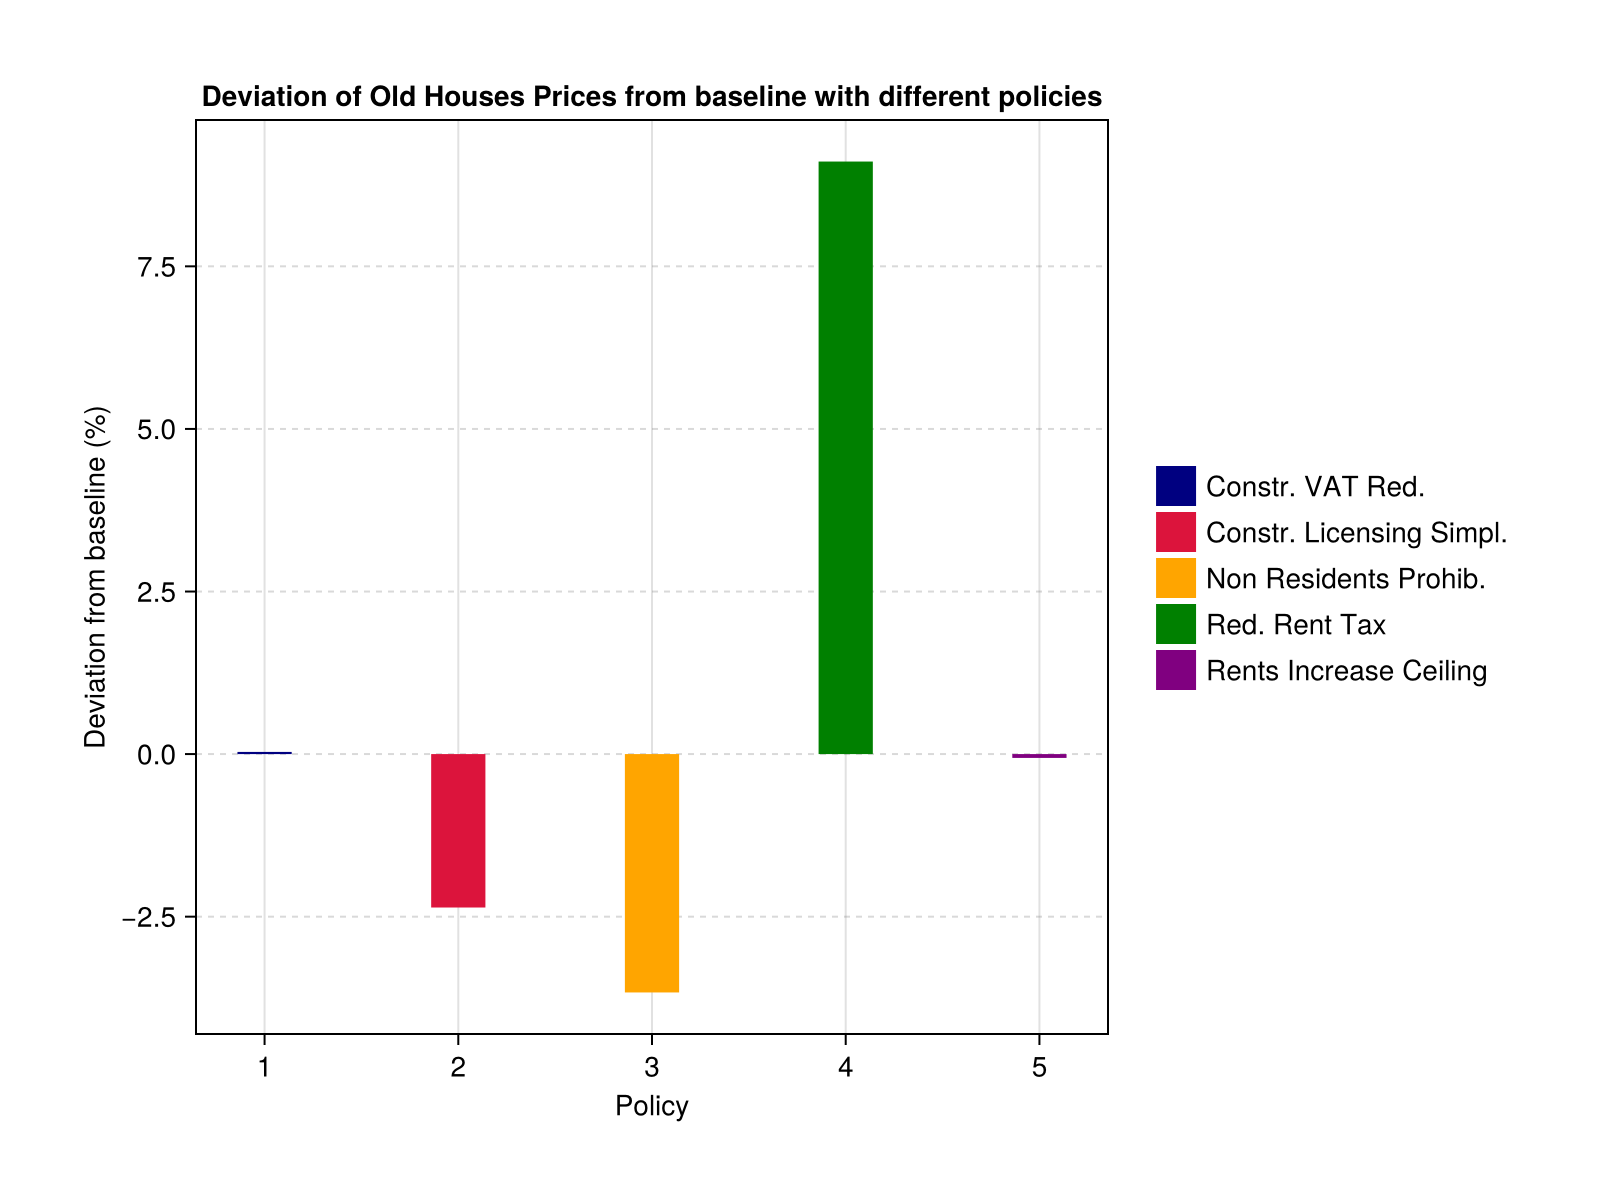 Deviation of Old Houses Prices from baseline with different policies
Deviation from baseline (%)
7.5
5.0
2.5
0.0
−2.5
1 2 3 4 5
Policy
Constr. VAT Red.
Constr. Licensing Simpl.
Non Residents Prohib.
Red. Rent Tax
Rents Increase Ceiling